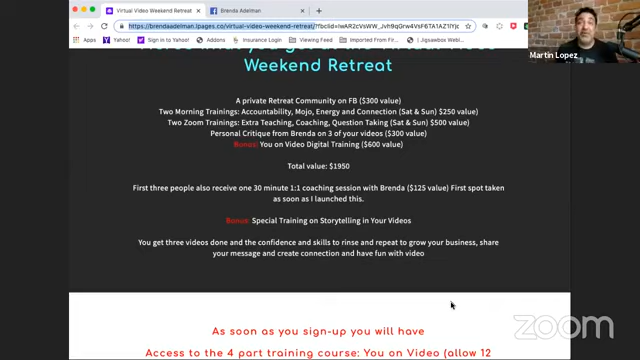 Virtual Video Weekend Retreat
Brenda Adelman
https://brendaadelman.lpages.co/virtual-video-weekend-retreat/
Apps
Yahoo
Sign in to Yahoo!
Addons
Insurance Login
Viewing Feed
Imported From Firef...
Jigsawbox Webi...
Martin Lopez
Weekend Retreat
A private Retreat Community on FB ($300 value)
Two Morning Trainings: Accountability, Mojo, Energy and Connection (Sat & Sun) $250 value)
Two Zoom Trainings: Extra Teaching, Coaching, Question Taking (Sat & Sun) $500 value)
Personal Critique from Brenda on 3 of your videos ($300 value)
Bonus: You on Video Digital Training ($600 value)
Total value: $1950
First three people also receive one 30 minute 1:1 coaching session with Brenda ($125 value) First spot taken
as soon as I launched this.
Bonus: Special Training on Storytelling in Your Videos
You get three videos done and the confidence and skills to rinse and repeat to grow your business, share
your message and create connection and have fun with video
zoom
As soon as you sign-up you will have
Access to the 4 part training course: You on Video (allow 12